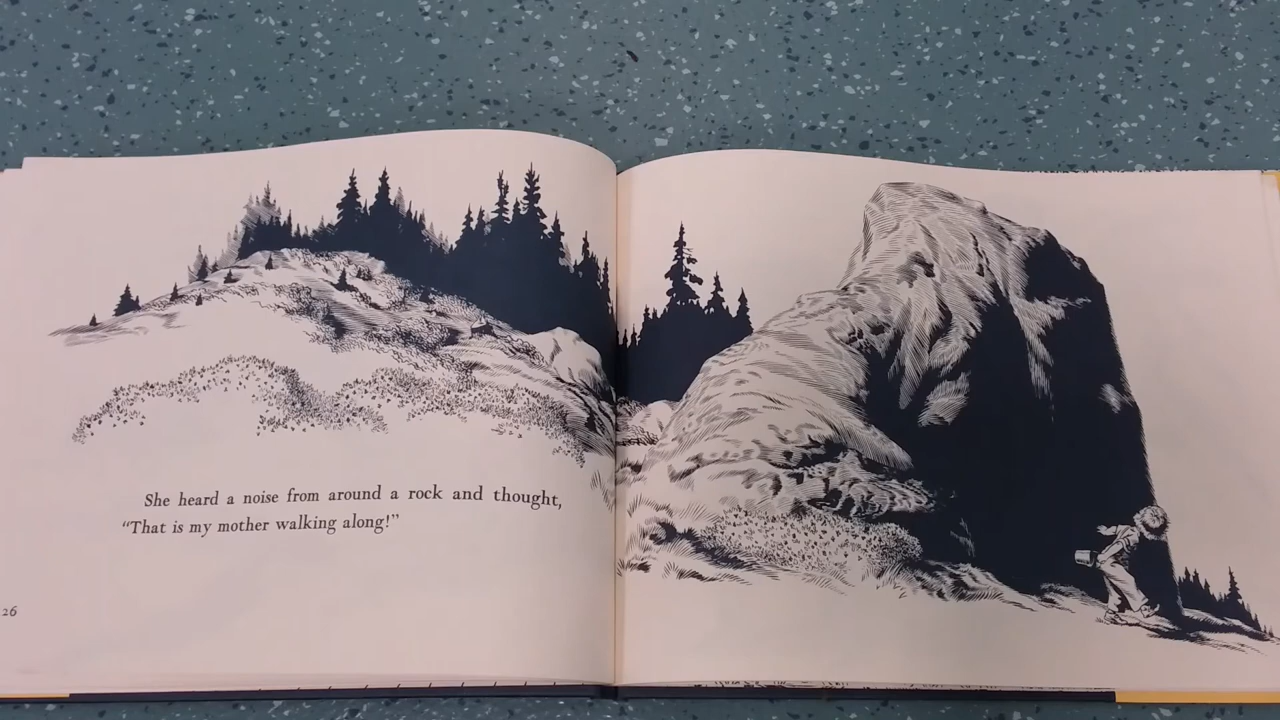 She heard a noise from around a rock and thought,
“That is my mother walking along!”
26